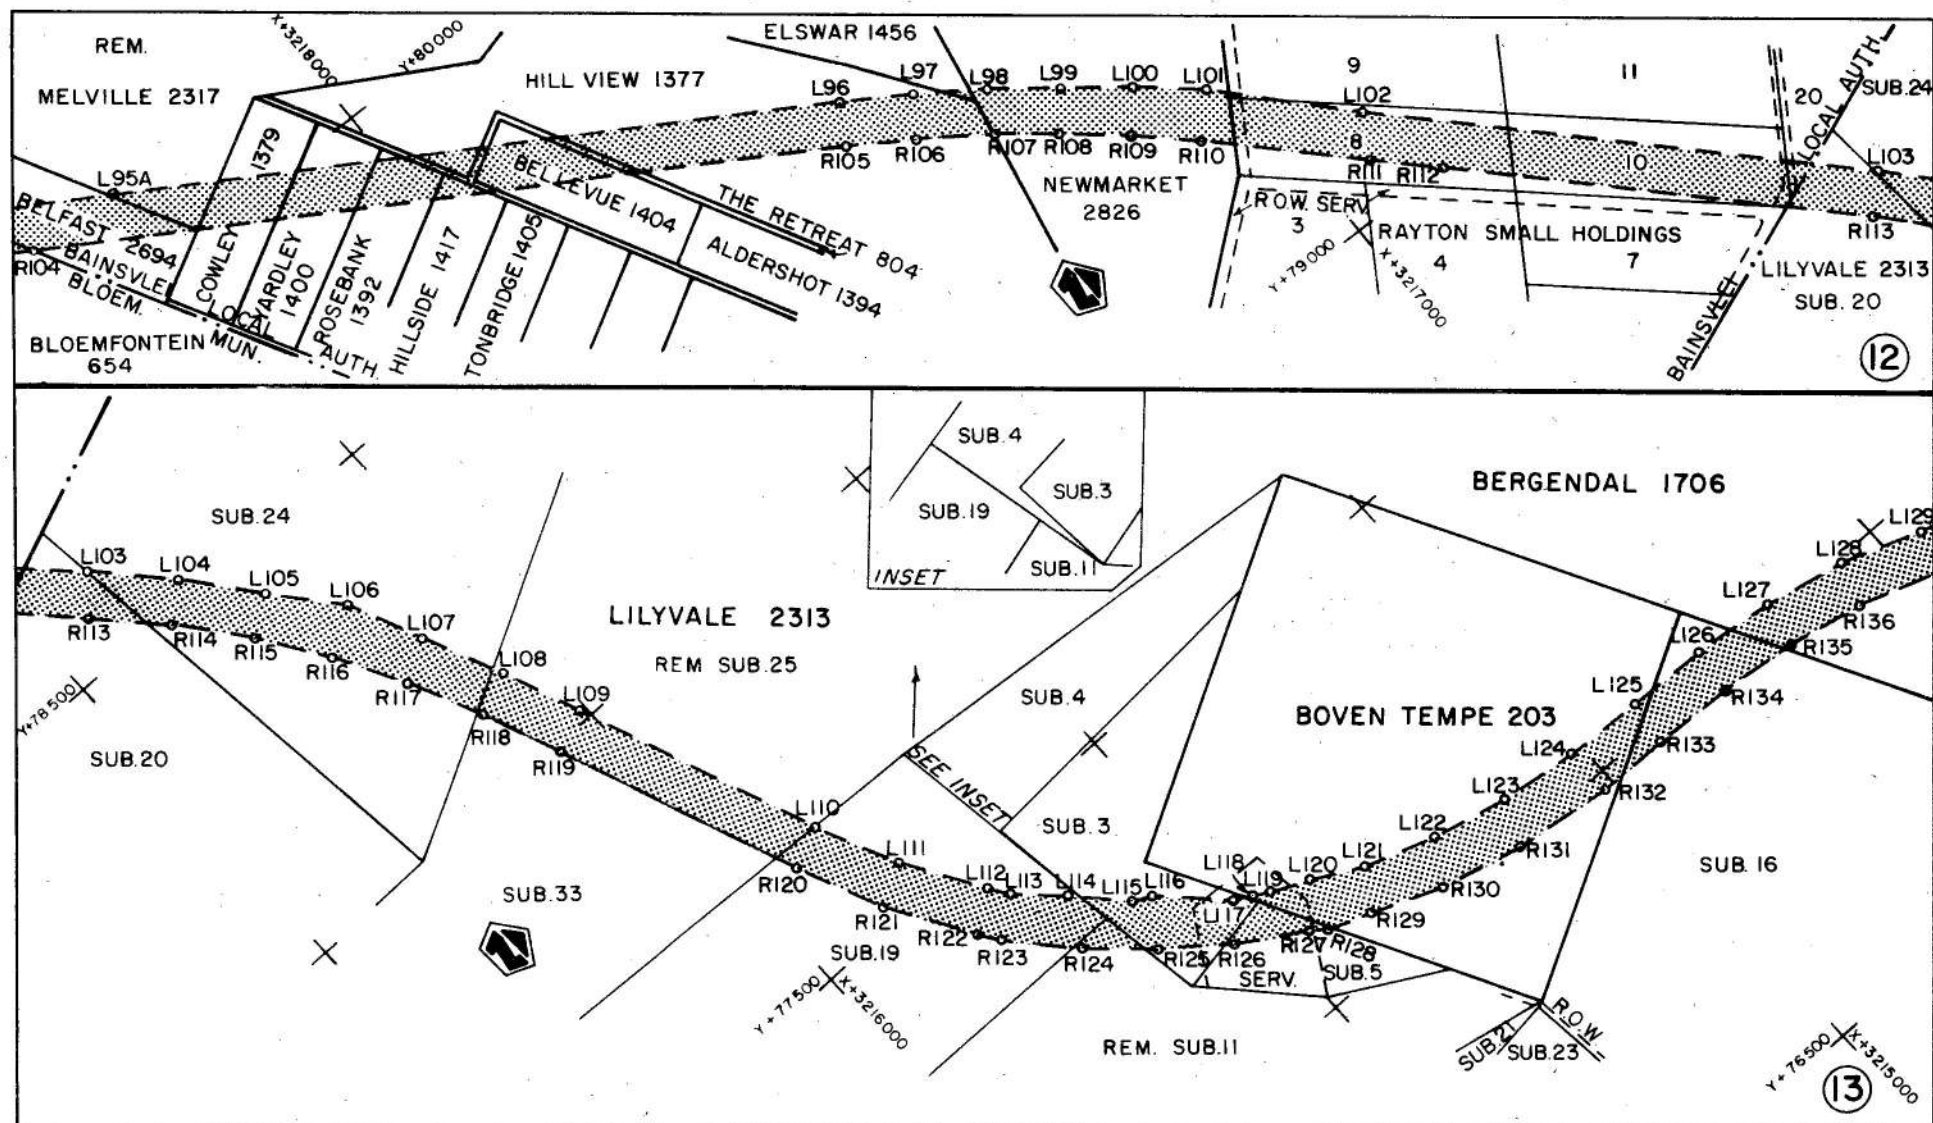 REM.
MELVILLE 2317
X+3218000
Y+80000
HILL VIEW 1377
ELSWAR 1456
L95A
L96
L97
L98
L99
L100
L101
L102
L103
9
11
20
LOCAL AUTH.
SUB.24
1379
BELLEVUE 1404
THE RETREAT 804
ALDERSHOT 1394
R104
R105
R106
R107
R108
R109
R110
R111
R112
R113
8
10
NEWMARKET
2826
R.O.W. SERV.
3
4
7
RAYTON SMALL HOLDINGS
Y+79000
X+3217000
LILYVALE 2313
SUB. 20
BAINSVLEI
BELFAST 2694
BAINSVLEI
BLOEM.
MUN.
LOCAL
AUTH.
BLOEMFONTEIN
654
COWLEY
YARDLEY
1400
ROSEBANK
1392
HILLSIDE 1417
TONBRIDGE 1405
12
SUB.24
L103
L104
L105
L106
L107
L108
L109
L110
L111
L112
L113
L114
L115
L116
L117
L118
L119
L120
L121
L122
L123
L124
L125
L126
L127
L128
L129
R113
R114
R115
R116
R117
R118
R119
R120
R121
R122
R123
R124
R125
R126
R127
R128
R129
R130
R131
R132
R133
R134
R135
R136
Y+78500
SUB.20
LILYVALE 2313
REM SUB.25
SUB.33
SUB.4
SUB.3
SUB.19
SUB.11
INSET
SEE INSET
SUB.4
SUB.3
SUB.19
Y+77500
X+3216000
BERGENDAL 1706
BOVEN TEMPE 203
SUB. 16
SERV.
SUB.5
REM. SUB.11
R.O.W
SUB.21
SUB.23
Y+76500
X+3215000
13